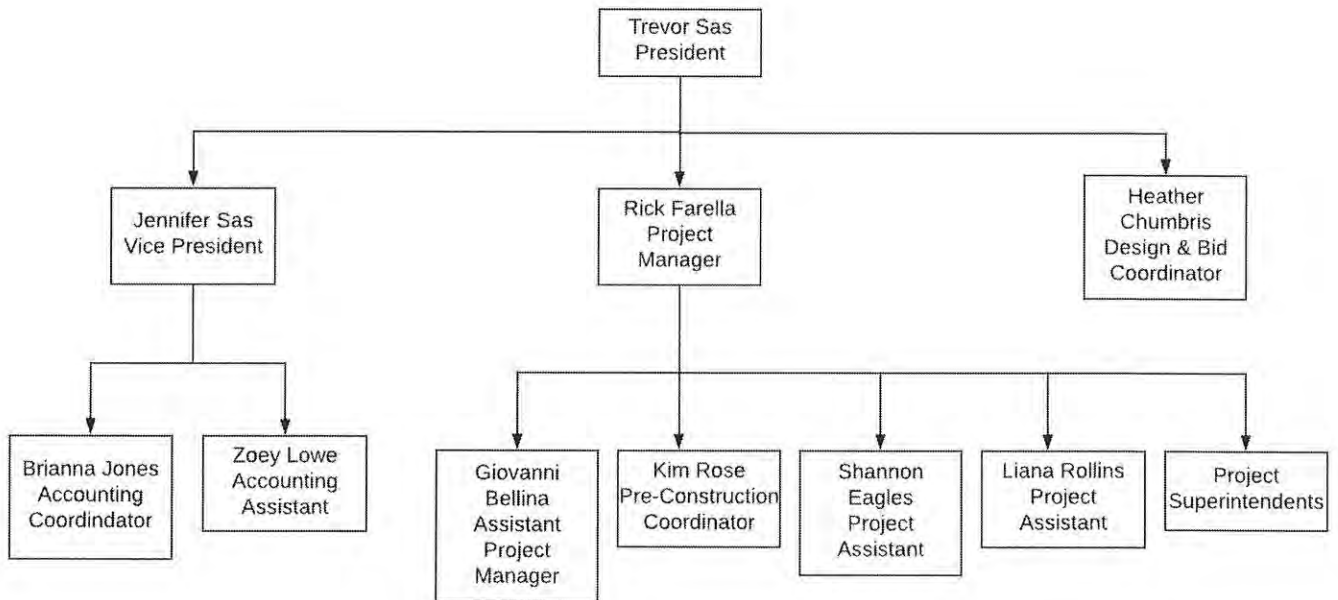 Trevor Sas
President
Jennifer Sas
Vice President
Rick Farella
Project
Manager
Heather
Chumbris
Design & Bid
Coordinator
Brianna Jones
Accounting
Coordindator
Zoey Lowe
Accounting
Assistant
Giovanni
Bellina
Assistant
Project
Manager
Kim Rose
Pre-Construction
Coordinator
Shannon
Eagles
Project
Assistant
Liana Rollins
Project
Assistant
Project
Superintendents